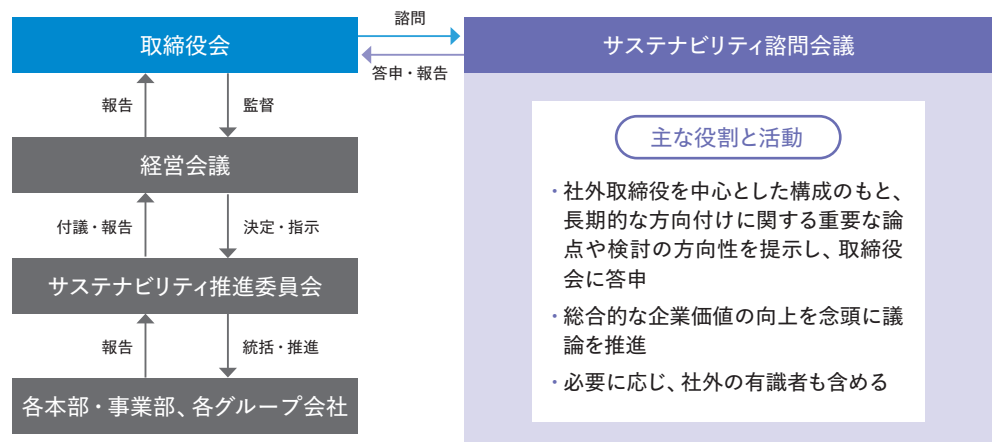 諮問
取締役会
サステナビリティ諮問会議
答申・報告
報告
監督
主な役割と活動
経営会議
・社外取締役を中心とした構成のもと、
長期的な方向付けに関する重要な論
点や検討の方向性を提示し、取締役
会に答申
付議・報告
決定・指示
サステナビリティ推進委員会
・総合的な企業価値の向上を念頭に議
論を推進
報告
統括・推進
・必要に応じ、社外の有識者も含める
各本部・事業部、各グループ会社